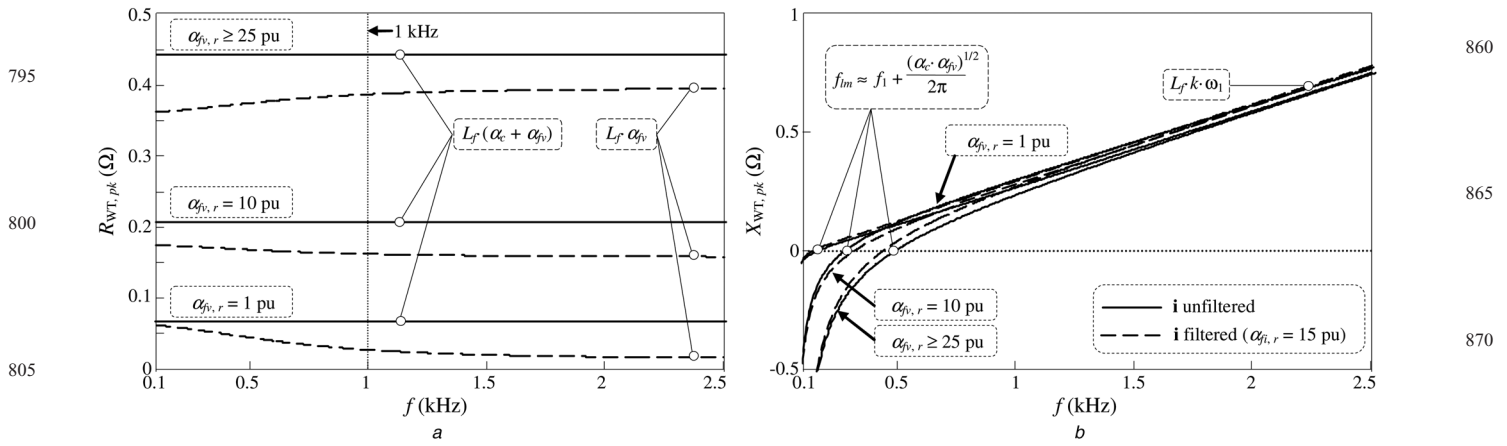 795
800
805
0.5
0.4
0.3
0.2
0.1
0
R_WT, pk (Ω)
α_fv, r ≥ 25 pu
1 kHz
L_f·(α_c + α_fv)
L_f·α_fv
α_fv, r = 10 pu
α_fv, r = 1 pu
0.1 0.5 1 1.5 2 2.5
f (kHz)
a
1
0.5
0
-0.5
X_WT, pk (Ω)
f_lm ≈ f_1 + (α_c·α_fv)^1/2
2π
L_f·k·ω_1
α_fv, r = 1 pu
α_fv, r = 10 pu
α_fv, r ≥ 25 pu
i unfiltered
i filtered (α_fi, r = 15 pu)
0.1 0.5 1 1.5 2 2.5
f (kHz)
b
860
865
870